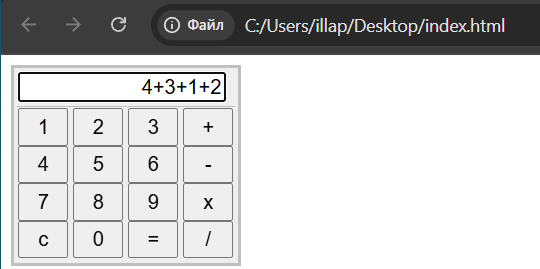 Файл C:/Users/illap/Desktop/index.html
4+3+1+2
1 2 3 +
4 5 6 -
7 8 9 x
c 0 = /